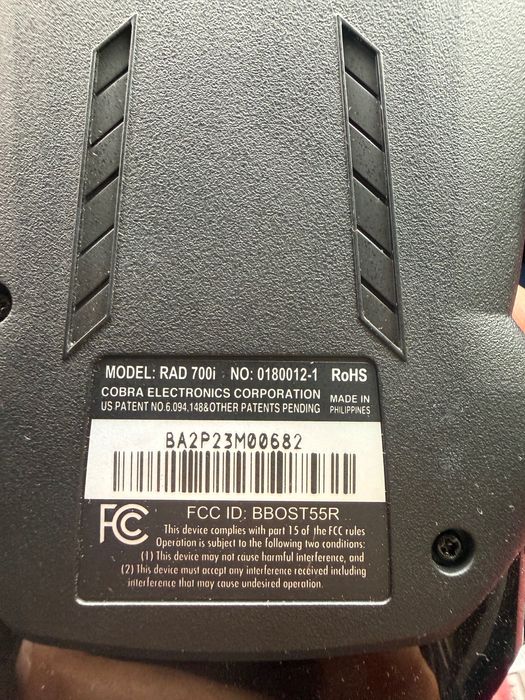 MODEL: RAD 700i NO: 0180012-1 RoHS
COBRA ELECTRONICS CORPORATION MADE IN
US PATENT NO.6.094,148&OTHER PATENTS PENDING PHILIPPINES
BA2P23M00682
FC FCC ID: BBOST55R
This device complies with part 15 of the FCC rules
Operation is subject to the following two conditions:
(1) This device may not cause harmful interference, and
(2) This device must accept any interference received including
interference that may cause undesired operation.